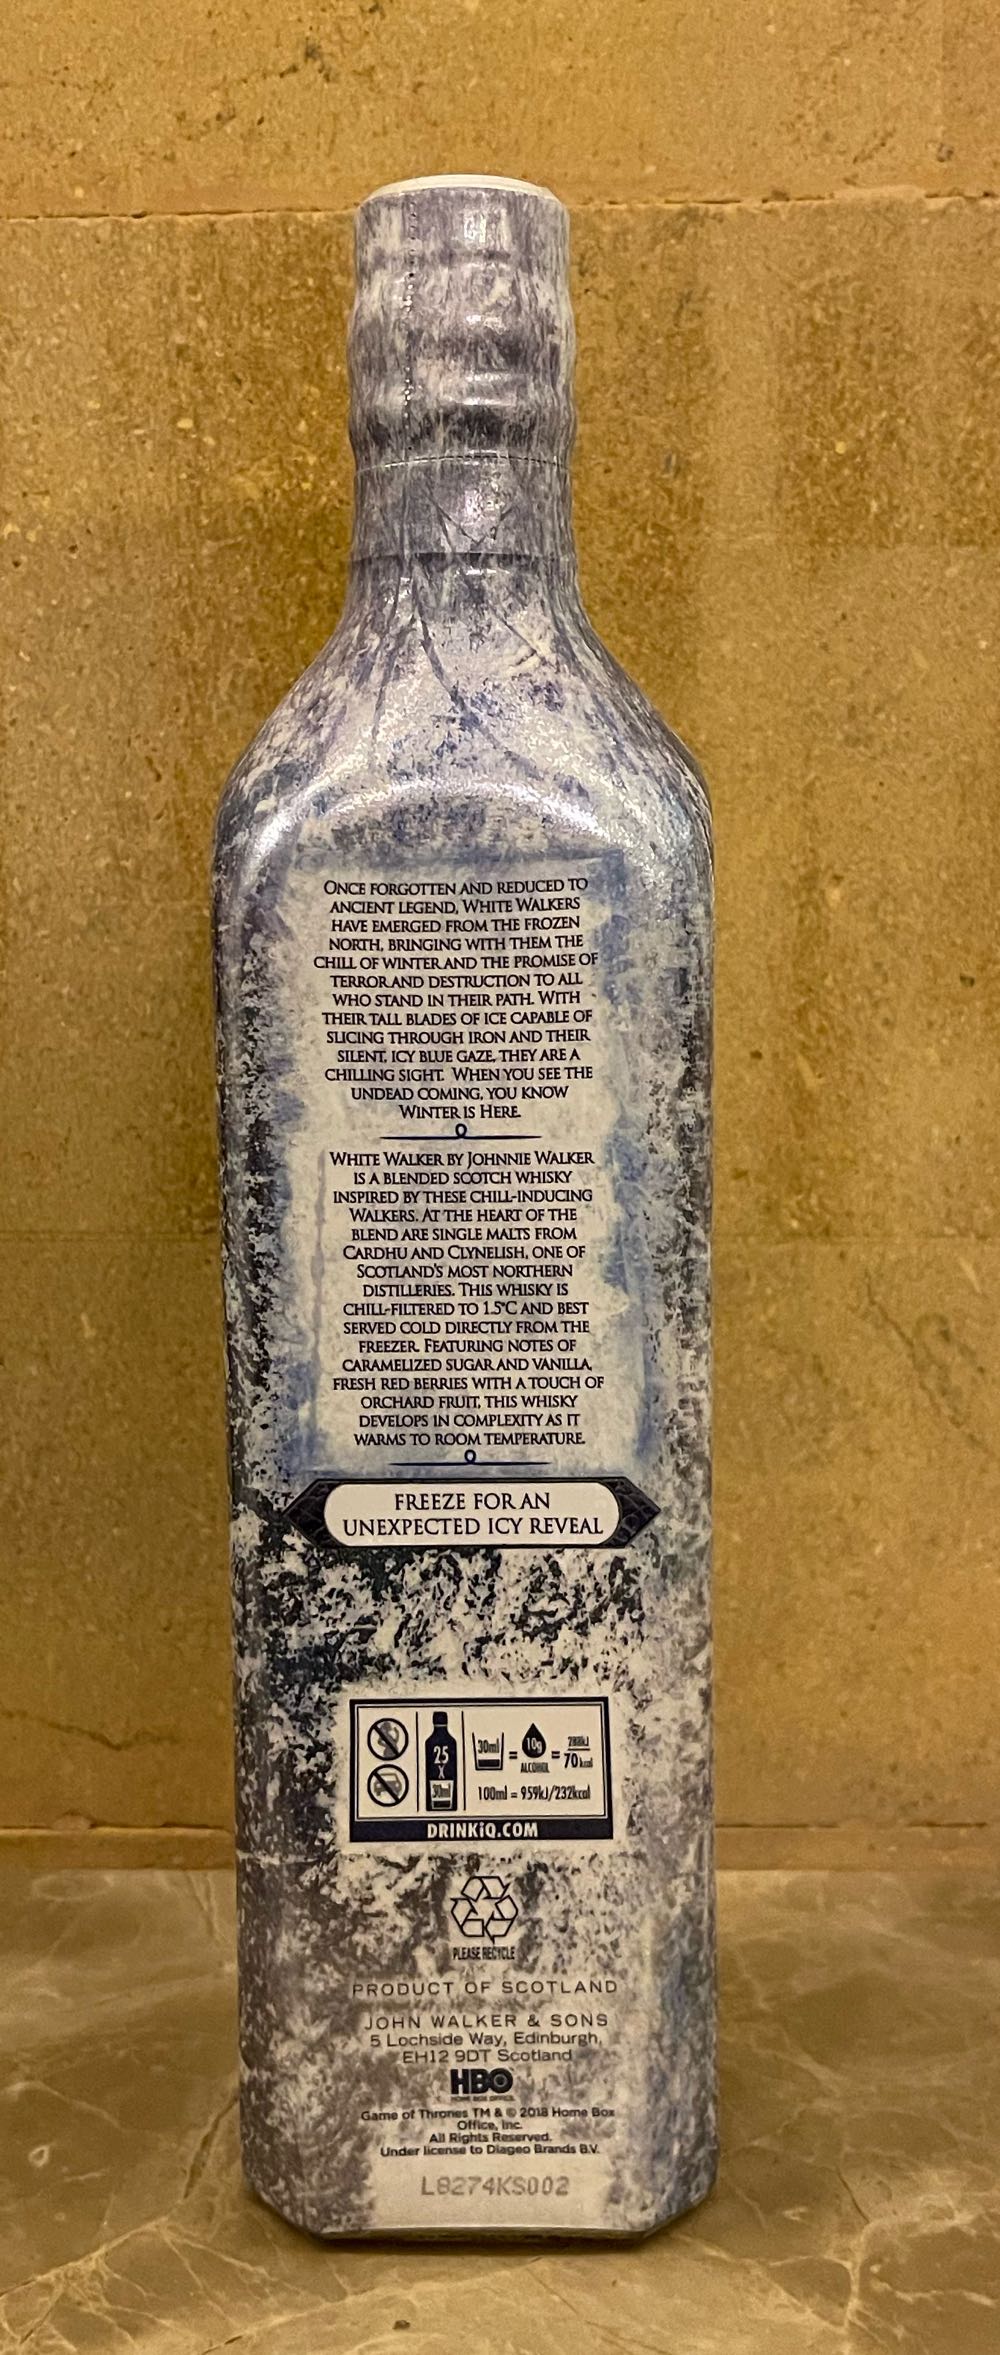 ONCE FORGOTTEN AND REDUCED TO
ANCIENT LEGEND, WHITE WALKERS
HAVE EMERGED FROM THE FROZEN
NORTH, BRINGING WITH THEM THE
CHILL OF WINTER AND THE PROMISE OF
TERROR AND DESTRUCTION TO ALL
WHO STAND IN THEIR PATH. WITH
THEIR TALL BLADES OF ICE CAPABLE OF
SLICING THROUGH IRON AND THEIR
SILENT, ICY BLUE GAZE, THEY ARE A
CHILLING SIGHT. WHEN YOU SEE THE
UNDEAD COMING, YOU KNOW
WINTER IS HERE.
WHITE WALKER BY JOHNNIE WALKER
IS A BLENDED SCOTCH WHISKY
INSPIRED BY THESE CHILL-INDUCING
WALKERS. AT THE HEART OF THE
BLEND ARE SINGLE MALTS FROM
CARDHU AND CLYNELISH, ONE OF
SCOTLAND'S MOST NORTHERN
DISTILLERIES. THIS WHISKY IS
CHILL-FILTERED TO 1.5°C AND BEST
SERVED COLD DIRECTLY FROM THE
FREEZER. FEATURING NOTES OF
CARAMELIZED SUGAR AND VANILLA,
FRESH RED BERRIES WITH A TOUCH OF
ORCHARD FRUIT, THIS WHISKY
DEVELOPS IN COMPLEXITY AS IT
WARMS TO ROOM TEMPERATURE.
FREEZE FOR AN
UNEXPECTED ICY REVEAL
25 X 30ml
30ml = 10g ALCOHOL = 288kJ 70kcal
100ml = 959kJ/232kcal
DRINKiQ.COM
PLEASE RECYCLE
PRODUCT OF SCOTLAND
JOHN WALKER & SONS
5 Lochside Way, Edinburgh,
EH12 9DT Scotland
HBO
HOME BOX OFFICE
Game of Thrones TM & © 2018 Home Box
Office, Inc.
All Rights Reserved.
Under license to Diageo Brands B.V.
L8274KS002